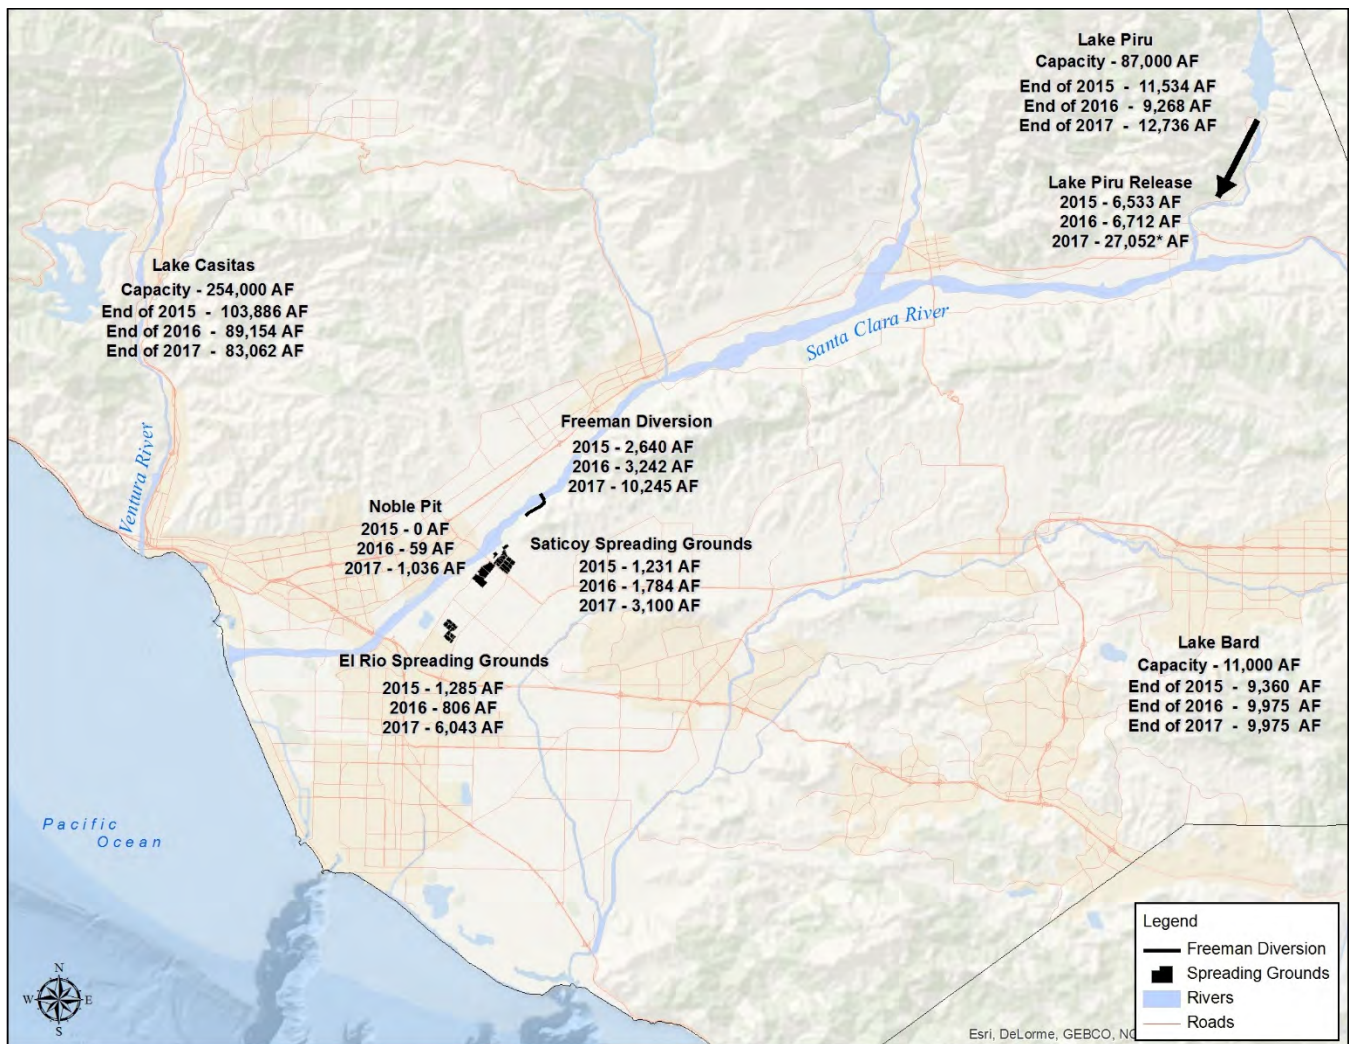 Lake Piru
Capacity - 87,000 AF
End of 2015 - 11,534 AF
End of 2016 - 9,268 AF
End of 2017 - 12,736 AF
Lake Piru Release
2015 - 6,533 AF
2016 - 6,712 AF
2017 - 27,052* AF
Lake Casitas
Capacity - 254,000 AF
End of 2015 - 103,886 AF
End of 2016 - 89,154 AF
End of 2017 - 83,062 AF
Santa Clara River
Ventura River
Freeman Diversion
2015 - 2,640 AF
2016 - 3,242 AF
2017 - 10,245 AF
Noble Pit
2015 - 0 AF
2016 - 59 AF
2017 - 1,036 AF
Saticoy Spreading Grounds
2015 - 1,231 AF
2016 - 1,784 AF
2017 - 3,100 AF
El Rio Spreading Grounds
2015 - 1,285 AF
2016 - 806 AF
2017 - 6,043 AF
Lake Bard
Capacity - 11,000 AF
End of 2015 - 9,360 AF
End of 2016 - 9,975 AF
End of 2017 - 9,975 AF
Pacific
Ocean
N
W E
S
Legend
Freeman Diversion
Spreading Grounds
Rivers
Roads
Esri, DeLorme, GEBCO,